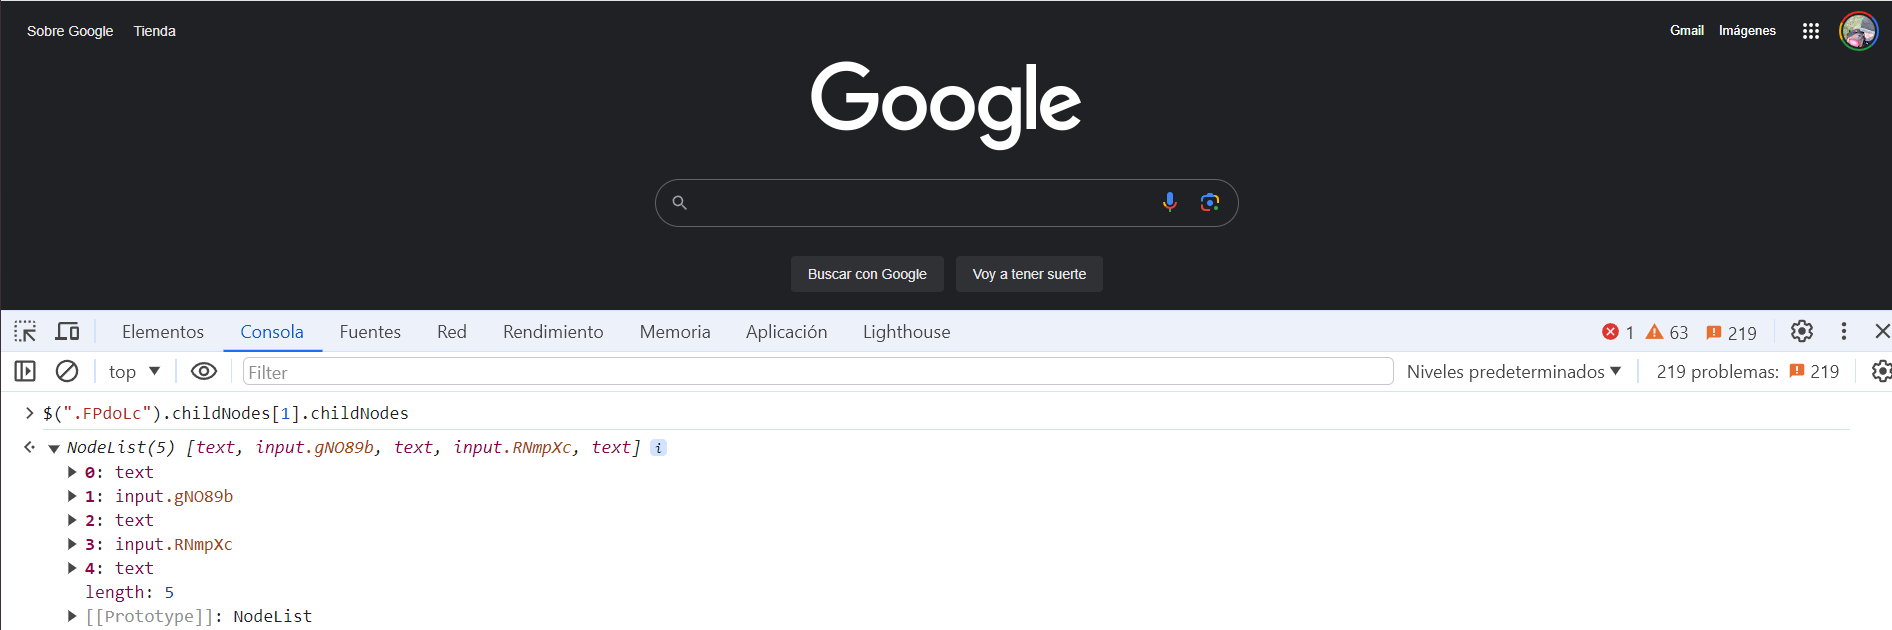 Sobre Google Tienda Gmail Imágenes
Google
Buscar con Google Voy a tener suerte
Elementos Consola Fuentes Red Rendimiento Memoria Aplicación Lighthouse 1 63 219
top Filter Niveles predeterminados 219 problemas: 219
$(".FPdoLc").childNodes[1].childNodes
NodeList(5) [text, input.gNO89b, text, input.RNmpXc, text] i
0: text
1: input.gNO89b
2: text
3: input.RNmpXc
4: text
length: 5
[[Prototype]]: NodeList